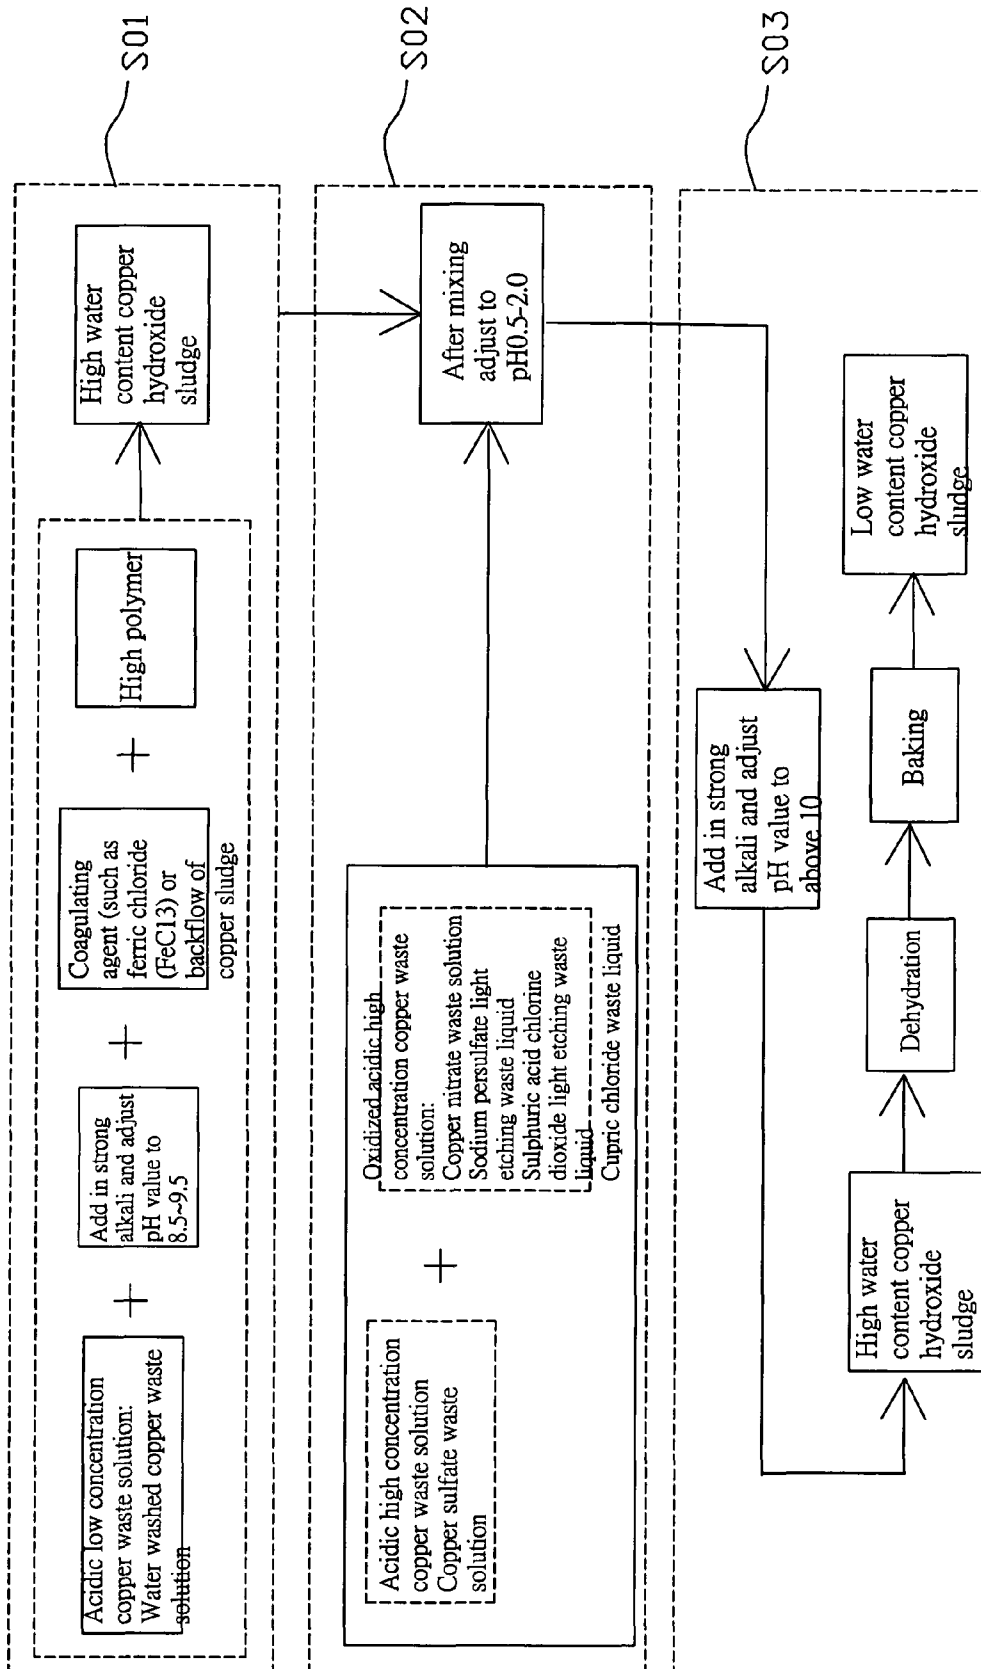 S01
Acidic low concentration
copper waste solution:
Water washed copper waste
solution
+
Add in strong
alkali and adjust
pH value to
8.5~9.5
+
Coagulating
agent (such as
ferric chloride
(FeC13) or
backflow of
copper sludge
+
High polymer
High water
content copper
hydroxide
sludge
S02
Acidic high concentration
copper waste solution
Copper sulfate waste
solution
+
Oxidized acidic high
concentration copper waste
solution:
Copper nitrate waste solution
Sodium persulfate light
etching waste liquid
Sulphuric acid chlorine
dioxide light etching waste
liquid
Cupric chloride waste liquid
After mixing
adjust to
pH0.5-2.0
S03
Add in strong
alkali and adjust
pH value to
above 10
High water
content copper
hydroxide
sludge
Dehydration
Baking
Low water
content copper
hydroxide
sludge